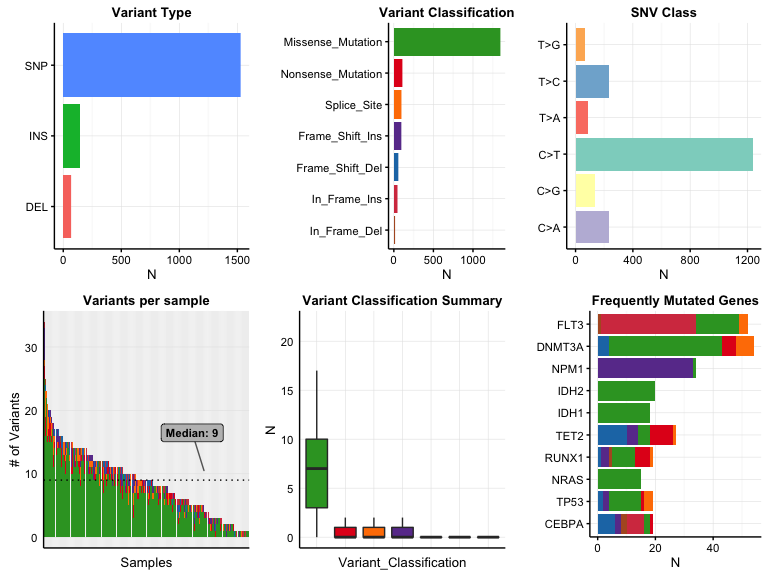 Variant Type
SNP
INS
DEL
0 500 1000 1500
N
Variant Classification
Missense_Mutation
Nonsense_Mutation
Splice_Site
Frame_Shift_Ins
Frame_Shift_Del
In_Frame_Ins
In_Frame_Del
0 500 1000
N
SNV Class
T>G
T>C
T>A
C>T
C>G
C>A
0 400 800 1200
N
Variants per sample
# of Variants
30
20
10
0
Median: 9
Samples
Variant Classification Summary
N
20
15
10
5
0
Variant_Classification
Frequently Mutated Genes
FLT3
DNMT3A
NPM1
IDH2
IDH1
TET2
RUNX1
NRAS
TP53
CEBPA
0 20 40
N